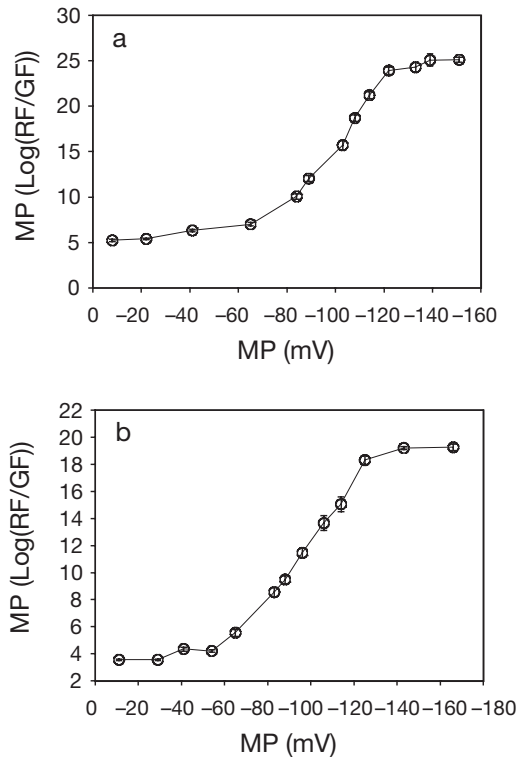 a
30
25
20
15
10
5
0
MP (Log(RF/GF))
0 –20 –40 –60 –80 –100 –120 –140 –160
MP (mV)
b
22
20
18
16
14
12
10
8
6
4
2
MP (Log(RF/GF))
0 –20 –40 –60 –80 –100 –120 –140 –160 –180
MP (mV)